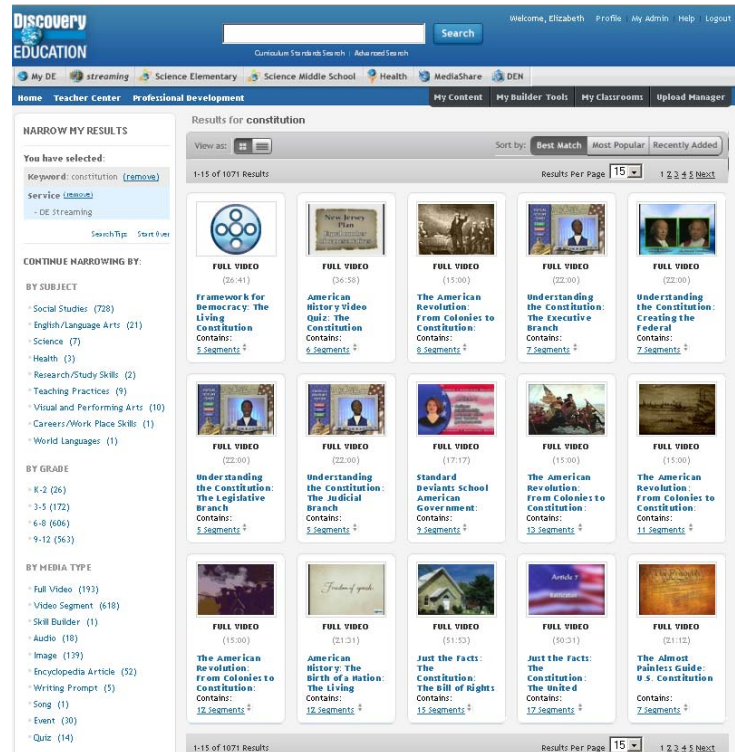 Discovery
EDUCATION
Search
Welcome, Elizabeth Profile My Admin Help Logout
Curriculum Standards Search | Advanced Search
My DE streaming Science Elementary Science Middle School Health MediaShare DEN
Home Teacher Center Professional Development My Content My Builder Tools My Classrooms Upload Manager
NARROW MY RESULTS
You have selected:
Keyword: constitution (remove)
Service (remove)
- DE Streaming
Search Tips Start Over
CONTINUE NARROWING BY:
BY SUBJECT
Social Studies (728)
English/Language Arts (21)
Science (7)
Health (3)
Research/Study Skills (2)
Teaching Practices (9)
Visual and Performing Arts (10)
Careers/Work Place Skills (1)
World Languages (1)
BY GRADE
K-2 (26)
3-5 (172)
6-8 (606)
9-12 (563)
BY MEDIA TYPE
Full Video (193)
Video Segment (618)
Skill Builder (1)
Audio (18)
Image (139)
Encyclopedia Article (52)
Writing Prompt (5)
Song (1)
Event (30)
Quiz (14)
Results for constitution
View as: Sort by: Best Match Most Popular Recently Added
1-15 of 1071 Results Results Per Page 15 1 2 3 4 5 Next
FULL VIDEO
(26:41)
Framework for
Democracy: The
Living
Constitution
Contains:
5 Segments
New Jersey
Plan
FULL VIDEO
(36:58)
American
History Video
Quiz: The
Constitution
Contains:
6 Segments
FULL VIDEO
(15:00)
The American
Revolution:
From Colonies to
Constitution:
Contains:
8 Segments
FULL VIDEO
(22:00)
Understanding
the Constitution:
The Executive
Branch
Contains:
7 Segments
FULL VIDEO
(22:00)
Understanding
the Constitution:
Creating the
Federal
Contains:
7 Segments
FULL VIDEO
(22:00)
Understanding
the Constitution:
The Legislative
Branch
Contains:
5 Segments
FULL VIDEO
(22:00)
Understanding
the Constitution:
The Judicial
Branch
Contains:
5 Segments
FULL VIDEO
(17:17)
Standard
Deviants School
American
Government:
Contains:
9 Segments
FULL VIDEO
(15:00)
The American
Revolution:
From Colonies to
Constitution:
Contains:
13 Segments
FULL VIDEO
(15:00)
The American
Revolution:
From Colonies to
Constitution:
Contains:
11 Segments
FULL VIDEO
(15:00)
The American
Revolution:
From Colonies to
Constitution:
Contains:
12 Segments
Freedom of speech
FULL VIDEO
(21:31)
American
History: The
Birth of a Nation:
The Living
Contains:
12 Segments
FULL VIDEO
(51:53)
Just the Facts:
The
Constitution:
The Bill of Rights
Contains:
15 Segments
Article 7
FULL VIDEO
(50:31)
Just the Facts:
The
Constitution:
The United
Contains:
17 Segments
FULL VIDEO
(21:12)
The Almost
Painless Guide:
U.S. Constitution
Contains:
7 Segments
1-15 of 1071 Results Results Per Page 15 1 2 3 4 5 Next